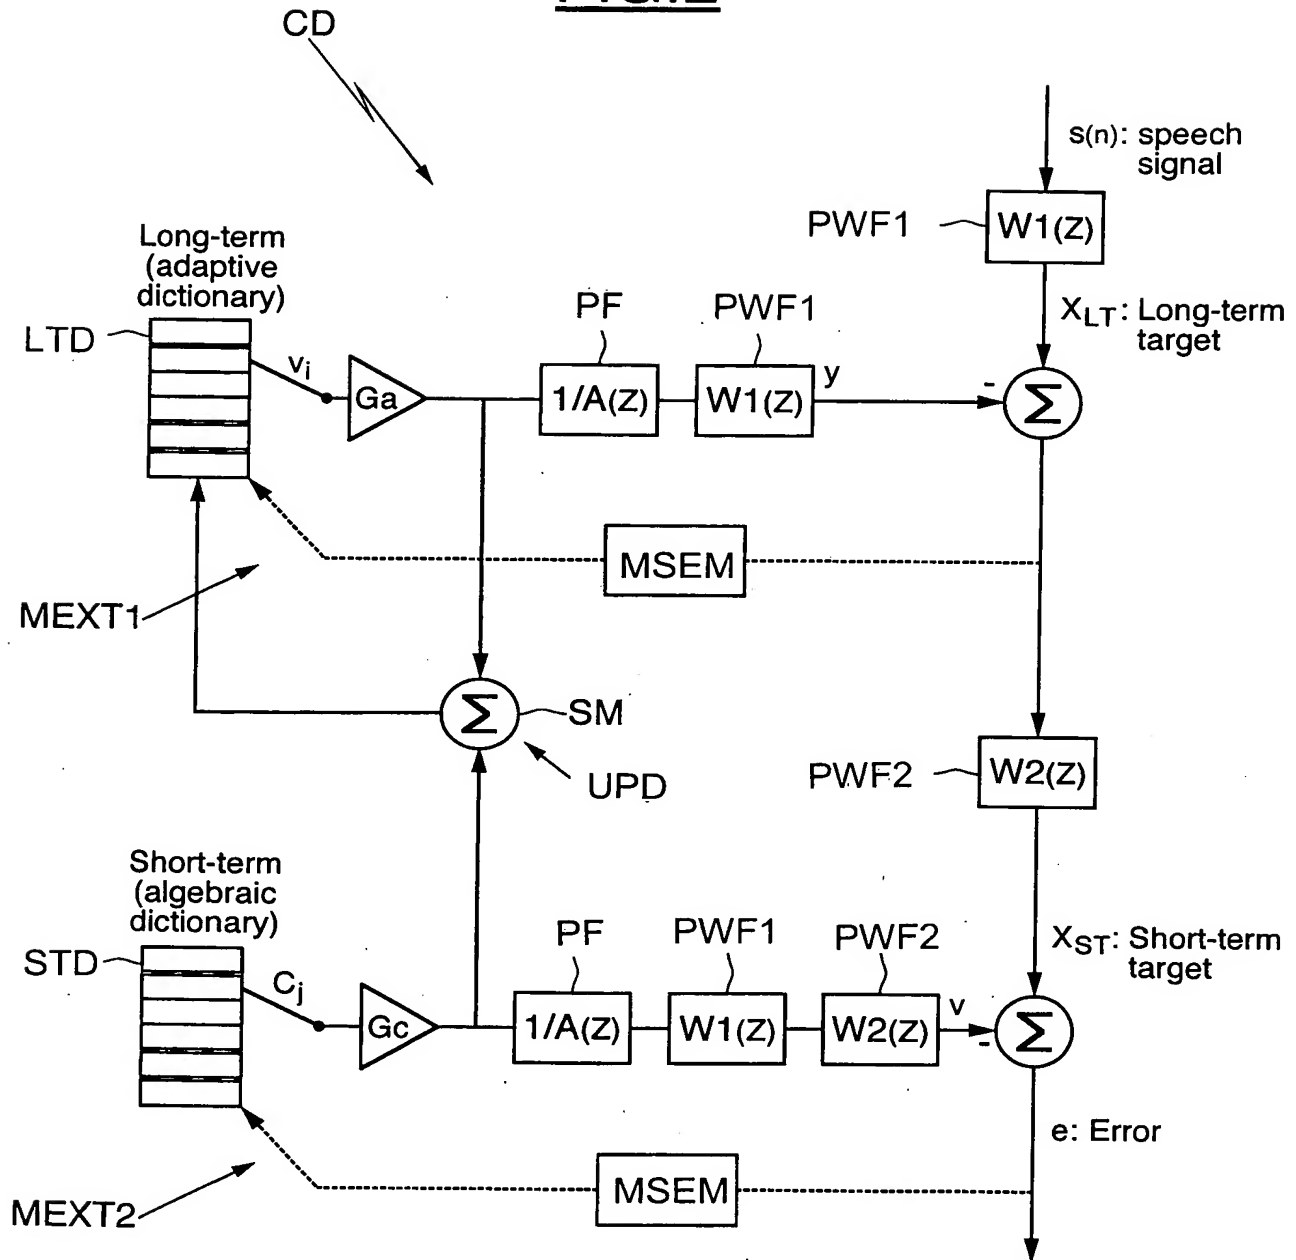 CD
s(n): speech
signal
PWF1
W1(z)
Long-term
(adaptive
dictionary)
PF
PWF1
XLT: Long-term
target
LTD
vi
Ga
1/A(z)
W1(z)
y
-
Σ
MSEM
MEXT1
Σ
SM
UPD
PWF2
W2(z)
Short-term
(algebraic
dictionary)
PF
PWF1
PWF2
XST: Short-term
target
STD
Cj
Gc
1/A(z)
W1(z)
W2(z)
v
-
Σ
e: Error
MSEM
MEXT2